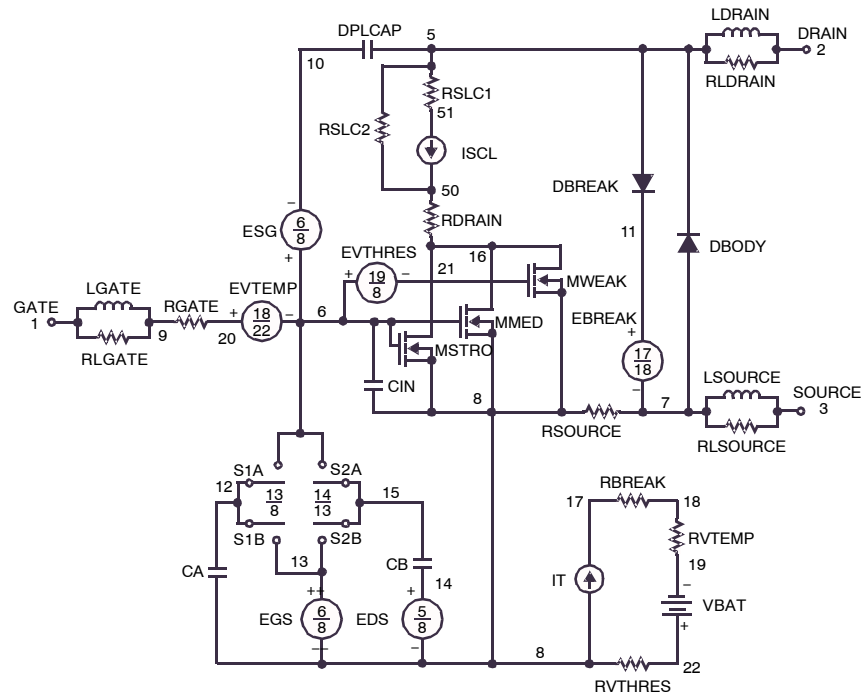 LDRAIN
DPLCAP 5 DRAIN
10 2
RLDRAIN
RSLC1
51
RSLC2
ISCL
50
DBREAK
RDRAIN
ESG 6/8
− +
11
DBODY
EVTHRES
+ 19/8 −
21 16
MWEAK
LGATE EVTEMP
GATE RGATE + 18/22 − 6
1 9 20
RLGATE
MMED
MSTRO
EBREAK + 17/18 −
CIN
LSOURCE
8 7 SOURCE
3
RSOURCE
RLSOURCE
S1A S2A
12 13/8 14/13 15
S1B S2B
13
RBREAK
17 18
RVTEMP
CA CB
14
IT
19
− VBAT +
EGS ++ 6/8 −−
EDS + 5/8 −
8
22
RVTHRES